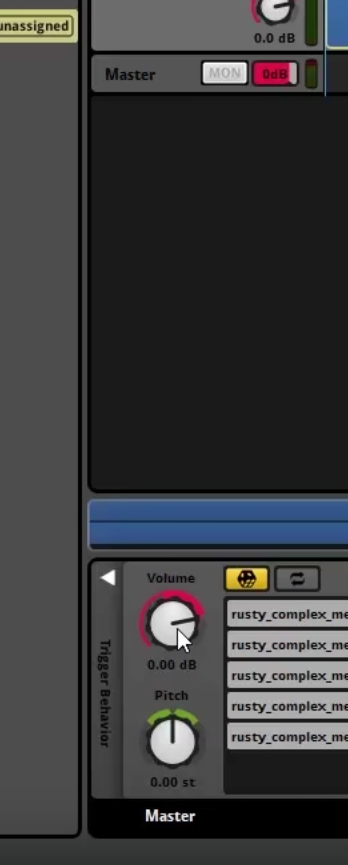 unassigned
0.0 dB
Master
MON
0dB
Volume
0.00 dB
Pitch
0.00 st
Trigger Behavior
rusty_complex_me
rusty_complex_me
rusty_complex_me
rusty_complex_me
rusty_complex_me
Master